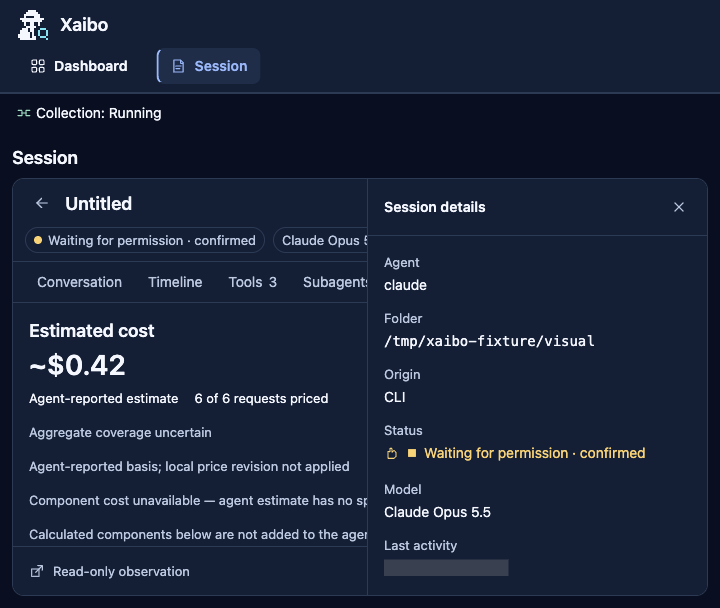 Xaibo
Dashboard
Session
Collection: Running
Session
Untitled
Waiting for permission · confirmed
Claude Opus 5
Conversation
Timeline
Tools 3
Subagents
Estimated cost
~$0.42
Agent-reported estimate
6 of 6 requests priced
Aggregate coverage uncertain
Agent-reported basis; local price revision not applied
Component cost unavailable — agent estimate has no sp
Calculated components below are not added to the agen
Read-only observation
Session details
Agent
claude
Folder
/tmp/xaibo-fixture/visual
Origin
CLI
Status
Waiting for permission · confirmed
Model
Claude Opus 5.5
Last activity